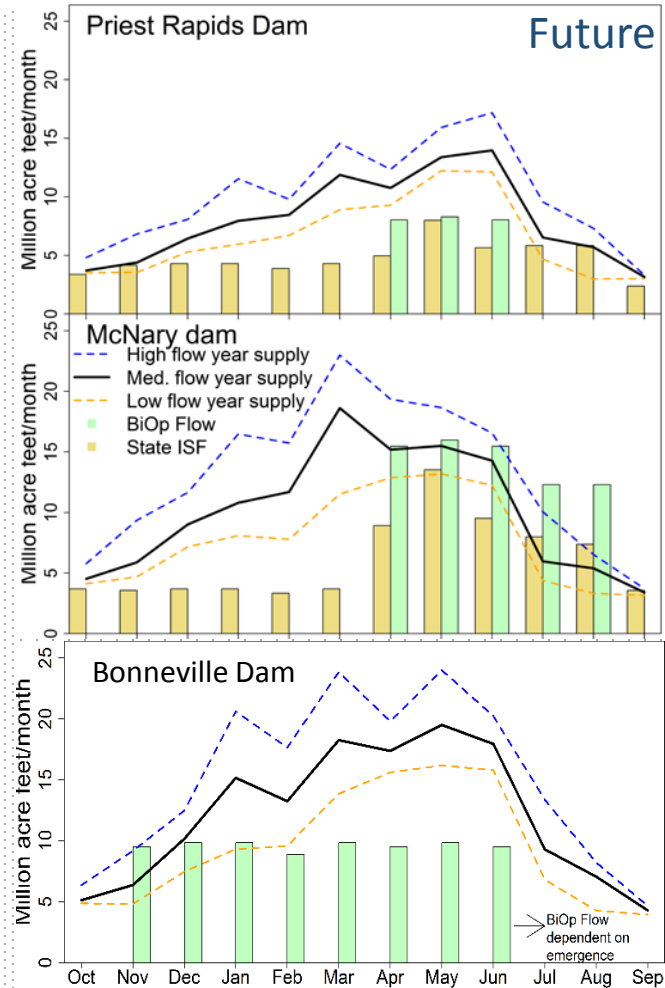 Priest Rapids Dam
Future
Million acre feet/month
25
20
15
10
5
0
McNary dam
High flow year supply
Med. flow year supply
Low flow year supply
BiOp Flow
State ISF
Million acre feet/month
25
20
15
10
5
0
Bonneville Dam
Million acre feet/month
25
20
15
10
5
0
BiOp Flow
dependent on
emergence
Oct Nov Dec Jan Feb Mar Apr May Jun Jul Aug Sep